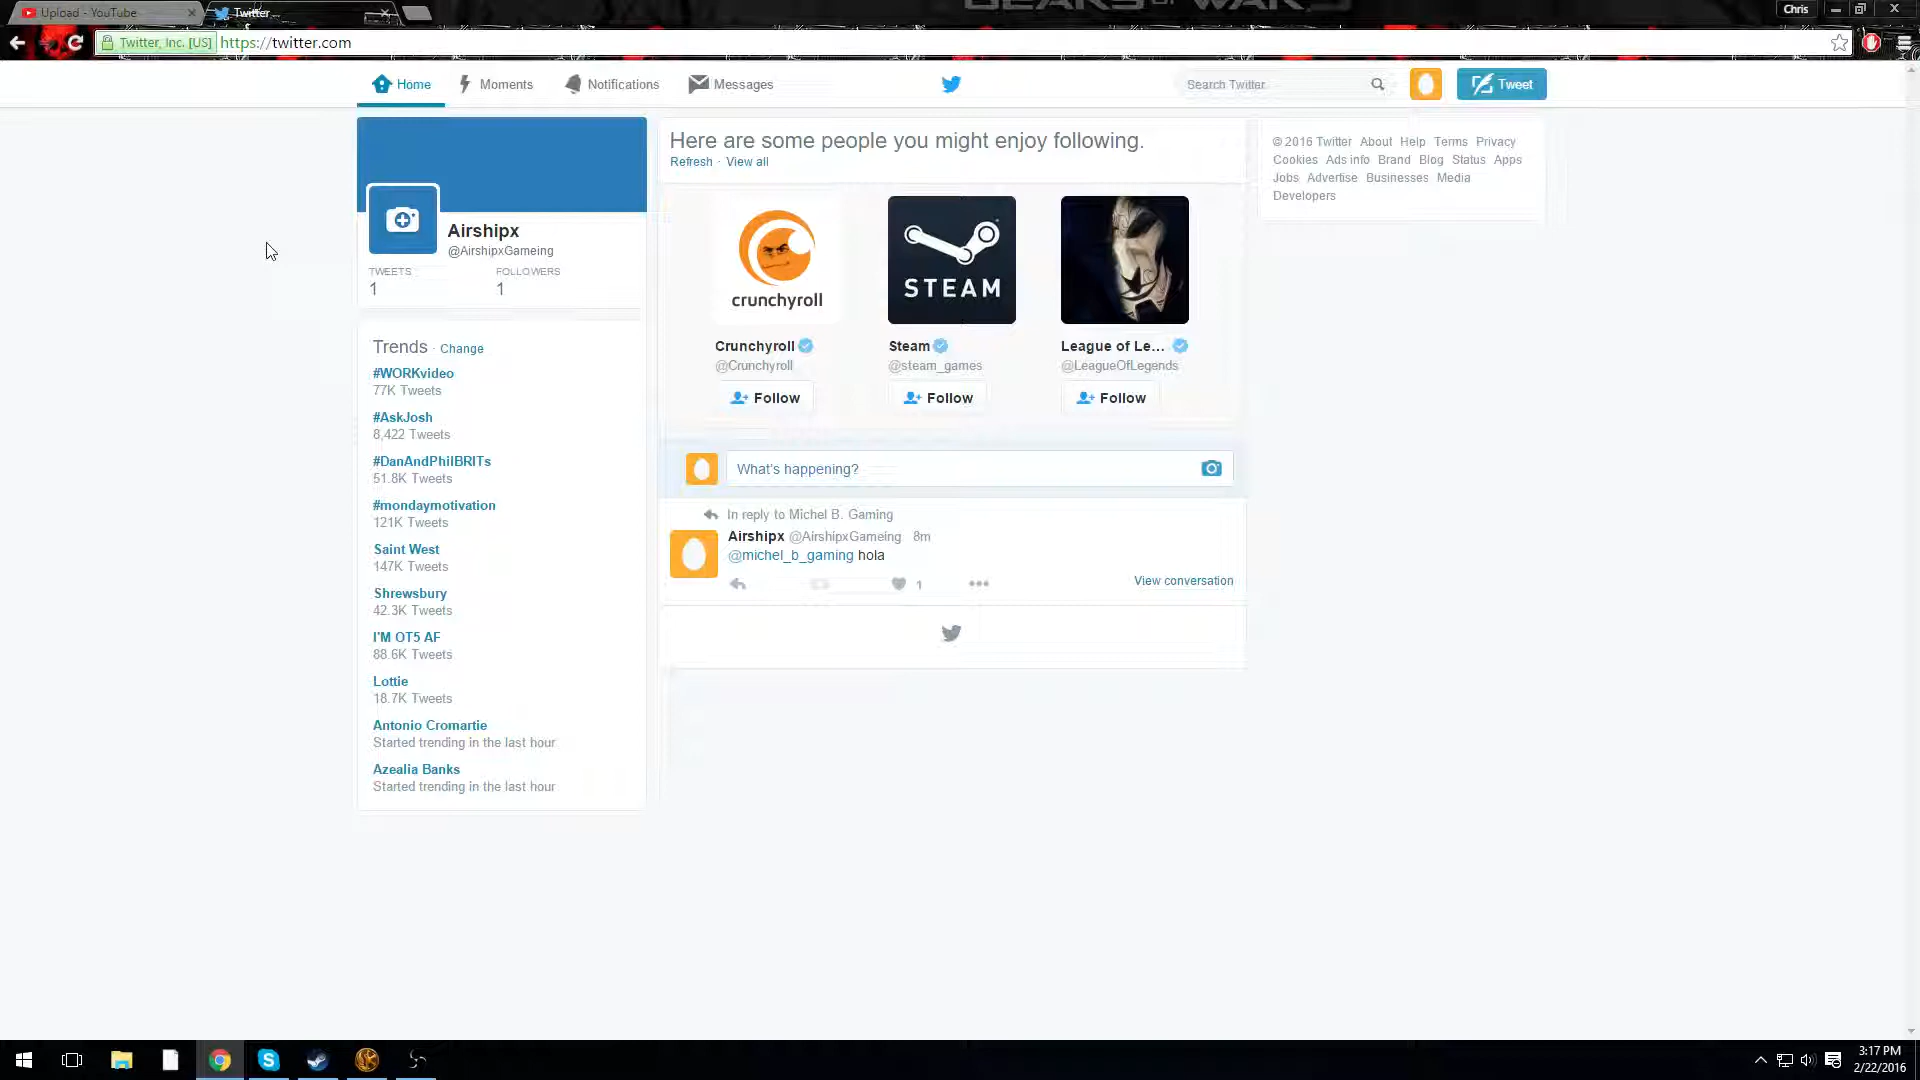 Upload - YouTube
Twitter
GEARS OF WAR
Chris
Twitter, Inc. [US] https://twitter.com
Home
Moments
Notifications
Messages
Search Twitter
Tweet
Airshipx
@AirshipxGameing
TWEETS FOLLOWERS
1 1
Trends · Change
#WORKvideo
77K Tweets
#AskJosh
8,422 Tweets
#DanAndPhilBRITs
51.8K Tweets
#mondaymotivation
121K Tweets
Saint West
147K Tweets
Shrewsbury
42.3K Tweets
I'M OT5 AF
88.6K Tweets
Lottie
18.7K Tweets
Antonio Cromartie
Started trending in the last hour
Azealia Banks
Started trending in the last hour
Here are some people you might enjoy following.
Refresh · View all
crunchyroll
Crunchyroll
@Crunchyroll
Follow
STEAM
Steam
@steam_games
Follow
League of Le...
@LeagueOfLegends
Follow
What's happening?
In reply to Michel B. Gaming
Airshipx @AirshipxGameing 8m
@michel_b_gaming hola
1
View conversation
© 2016 Twitter About Help Terms Privacy
Cookies Ads info Brand Blog Status Apps
Jobs Advertise Businesses Media
Developers
3:17 PM
2/22/2016